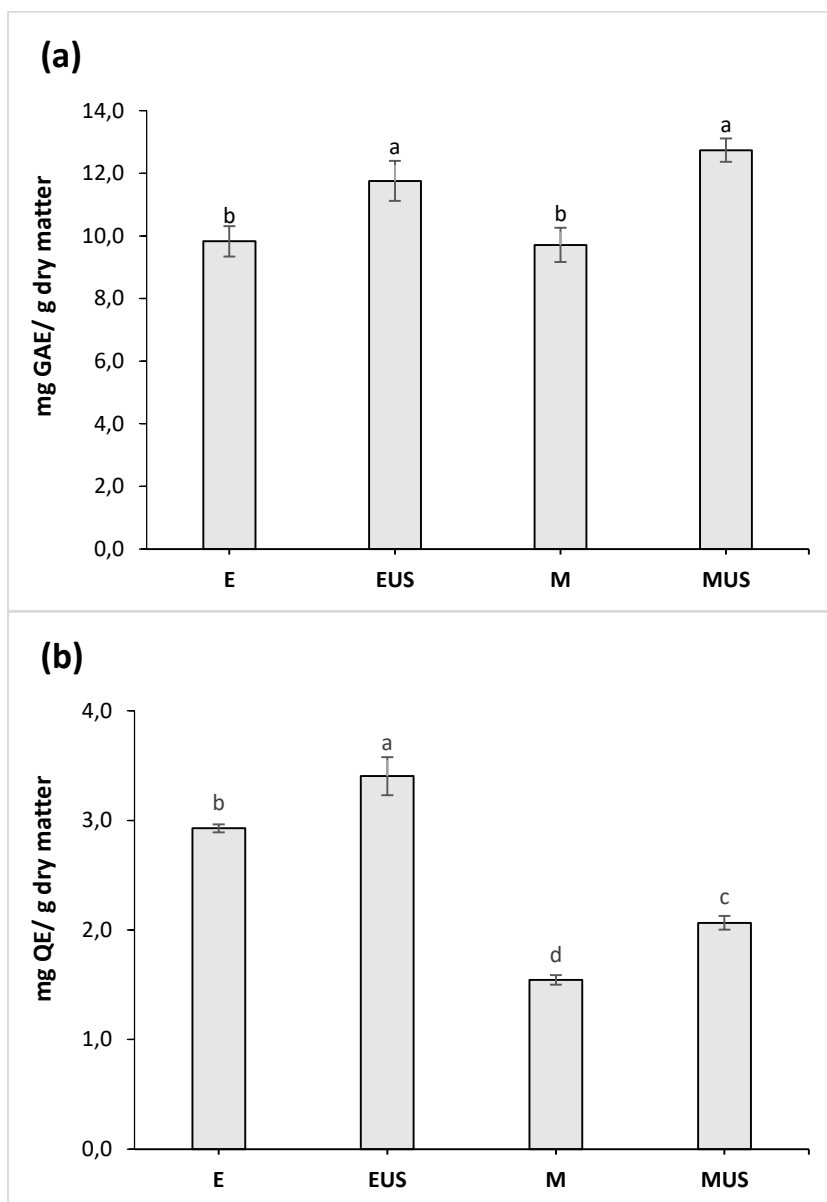 (a)
mg GAE/ g dry matter
14,0
12,0
10,0
8,0
6,0
4,0
2,0
0,0
b
a
b
a
E EUS M MUS
(b)
mg QE/ g dry matter
4,0
3,0
2,0
1,0
0,0
b
a
d
c
E EUS M MUS